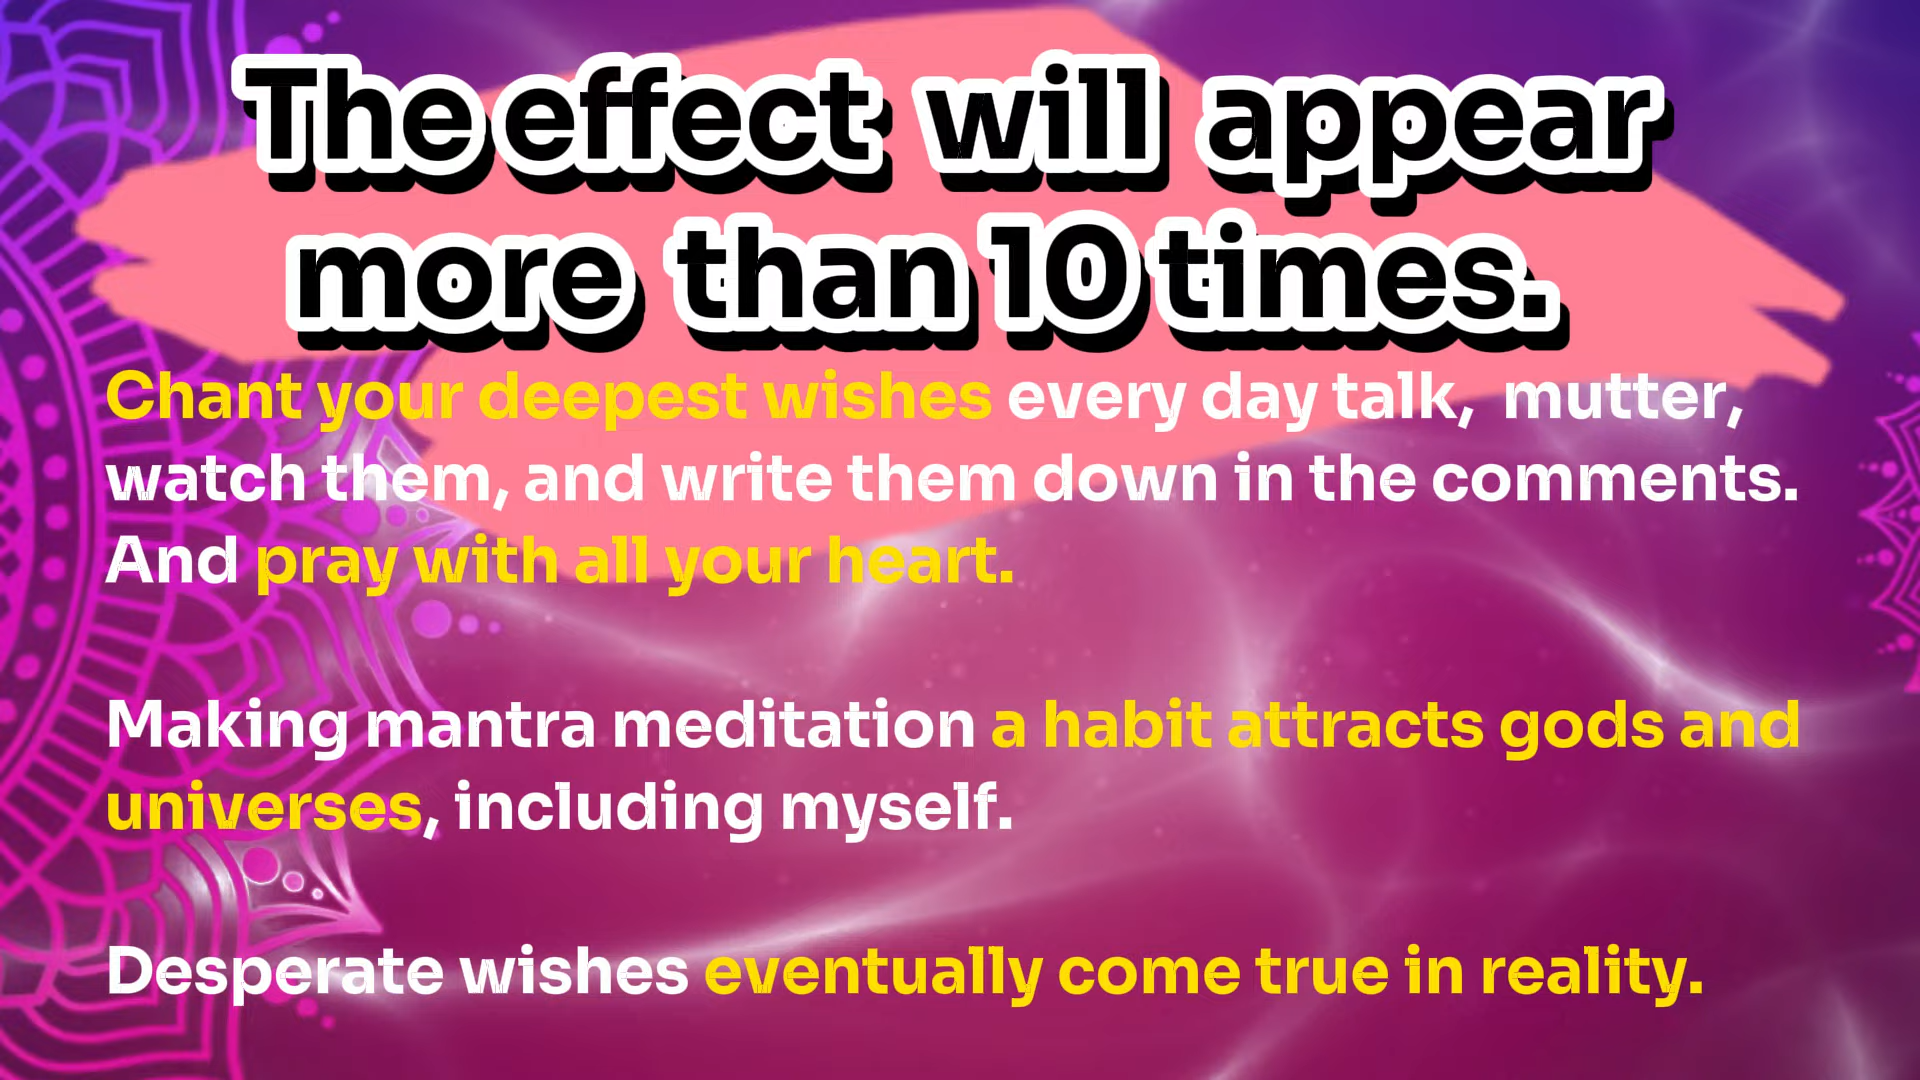 The effect will appear
more than 10 times.
Chant your deepest wishes every day talk, mutter,
watch them, and write them down in the comments.
And pray with all your heart.
Making mantra meditation a habit attracts gods and
universes, including myself.
Desperate wishes eventually come true in reality.